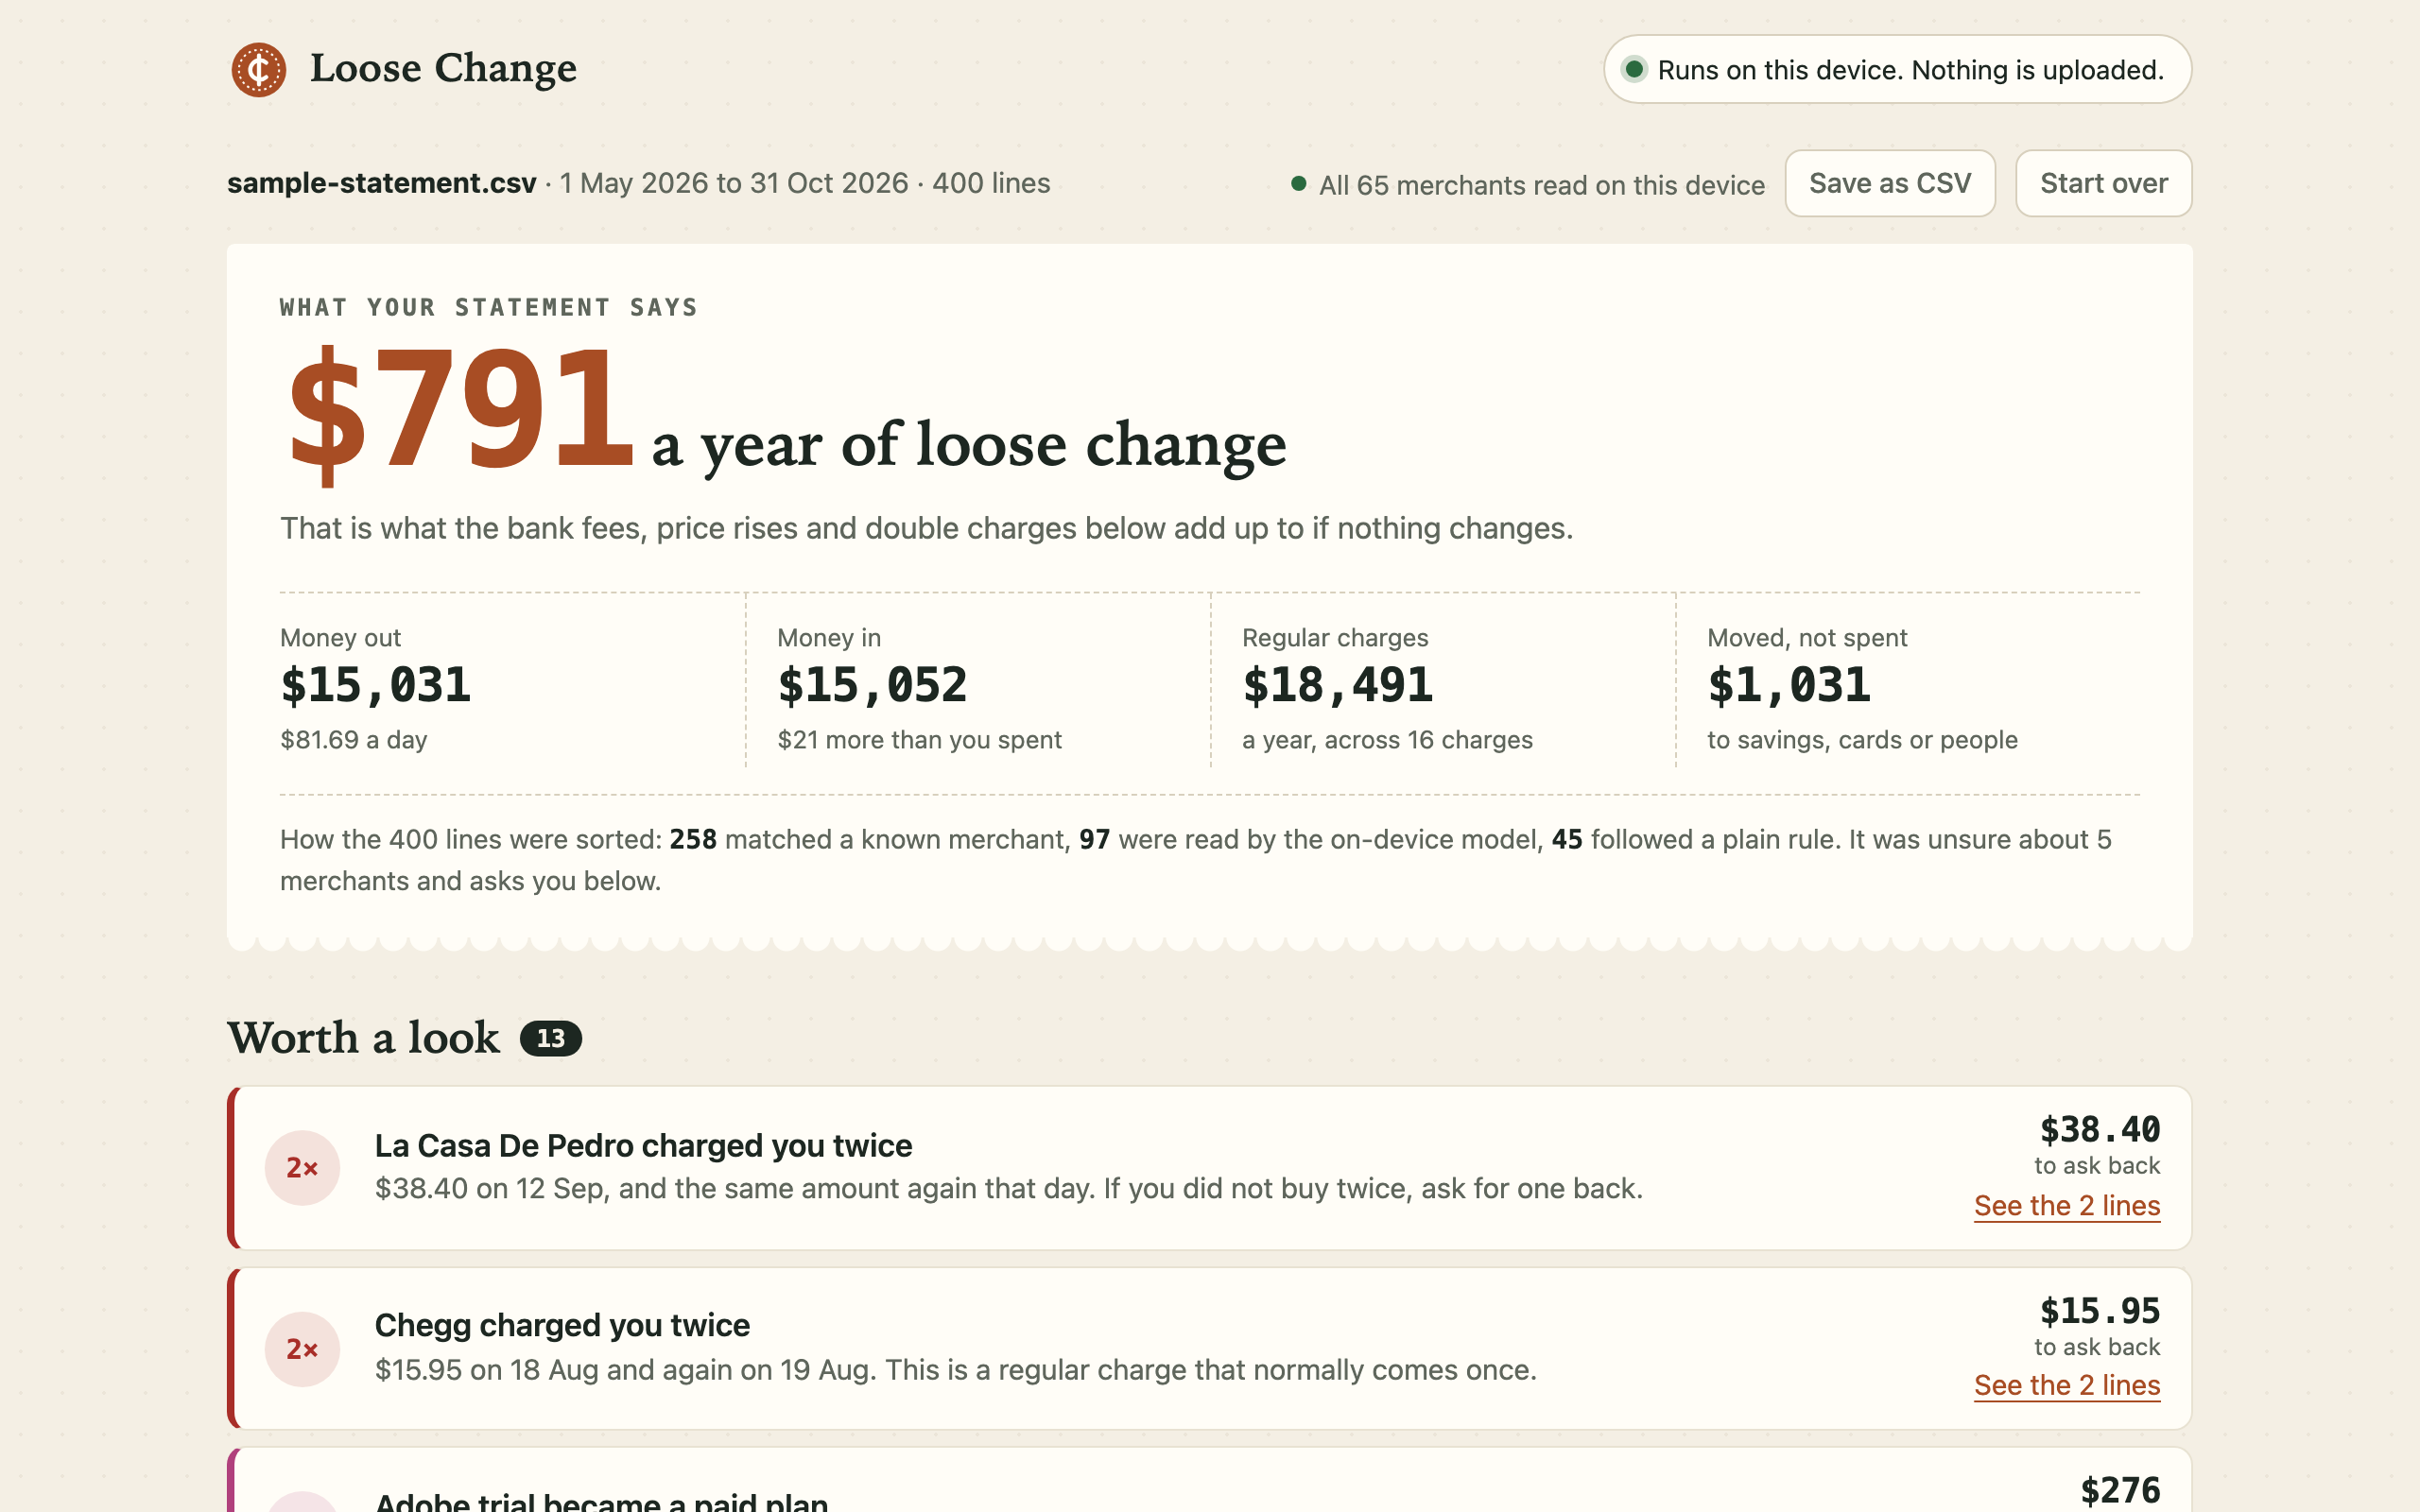 ¢ Loose Change
Runs on this device. Nothing is uploaded.
sample-statement.csv · 1 May 2026 to 31 Oct 2026 · 400 lines
All 65 merchants read on this device
Save as CSV
Start over
WHAT YOUR STATEMENT SAYS
$791 a year of loose change
That is what the bank fees, price rises and double charges below add up to if nothing changes.
Money out
$15,031
$81.69 a day
Money in
$15,052
$21 more than you spent
Regular charges
$18,491
a year, across 16 charges
Moved, not spent
$1,031
to savings, cards or people
How the 400 lines were sorted: 258 matched a known merchant, 97 were read by the on-device model, 45 followed a plain rule. It was unsure about 5
merchants and asks you below.
Worth a look 13
2×
La Casa De Pedro charged you twice
$38.40 on 12 Sep, and the same amount again that day. If you did not buy twice, ask for one back.
$38.40
to ask back
See the 2 lines
2×
Chegg charged you twice
$15.95 on 18 Aug and again on 19 Aug. This is a regular charge that normally comes once.
$15.95
to ask back
See the 2 lines
Adobe trial became a paid plan
$276